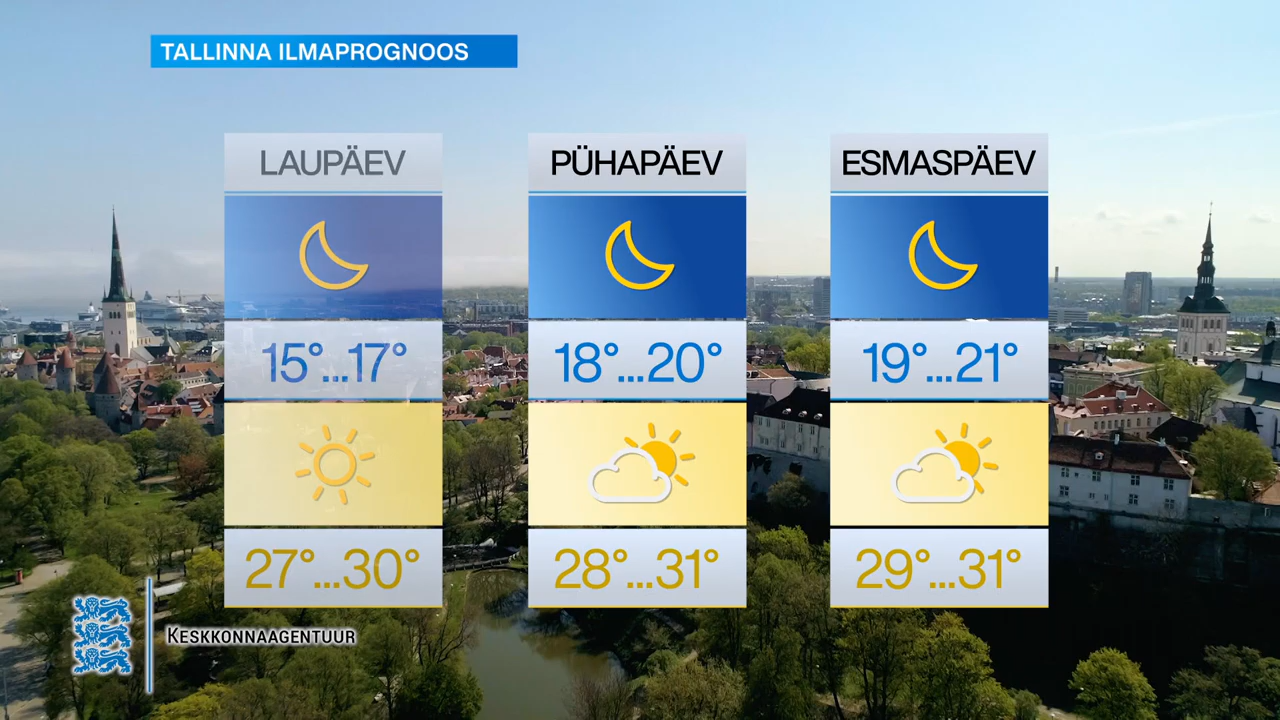 TALLINNA ILMAPROGNOOS
LAUPÄEV
15°...17°
27°...30°
PÜHAPÄEV
18°...20°
28°...31°
ESMASPÄEV
19°...21°
29°...31°
KESKKONNAAGENTUUR